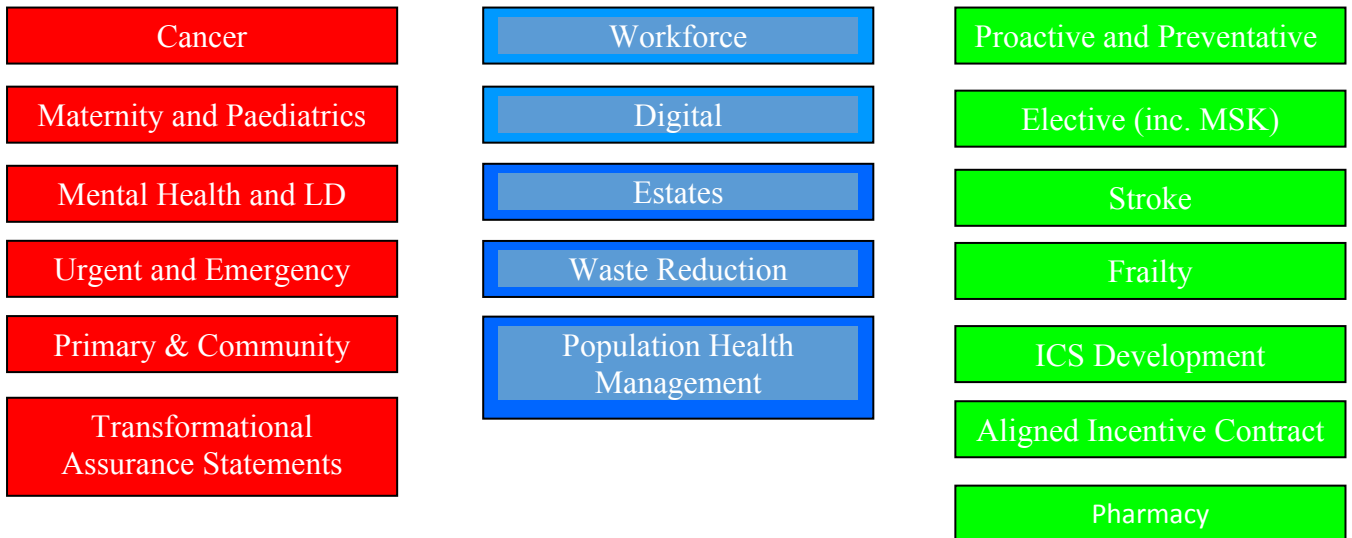 Cancer
Maternity and Paediatrics
Mental Health and LD
Urgent and Emergency
Primary & Community
Transformational
Assurance Statements
Workforce
Digital
Estates
Waste Reduction
Population Health
Management
Proactive and Preventative
Elective (inc. MSK)
Stroke
Frailty
ICS Development
Aligned Incentive Contract
Pharmacy